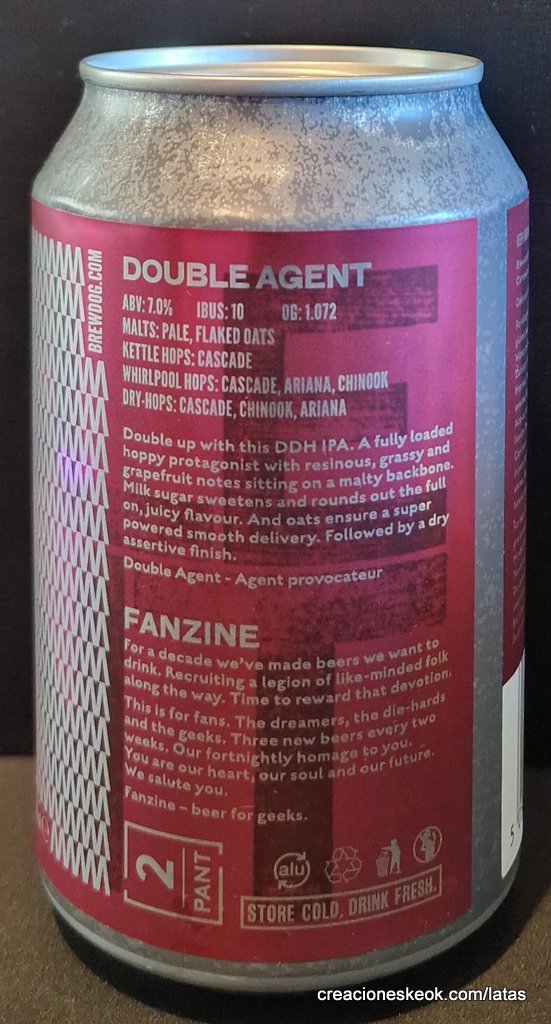 BREWDOG.COM
DOUBLE AGENT
ABV: 7.0% IBUS: 10 OG: 1.072
MALTS: PALE, FLAKED OATS
KETTLE HOPS: CASCADE
WHIRLPOOL HOPS: CASCADE, ARIANA, CHINOOK
DRY-HOPS: CASCADE, CHINOOK, ARIANA
Double up with this DDH IPA. A fully loaded
hoppy protagonist with resinous, grassy and
grapefruit notes sitting on a malty backbone.
Milk sugar sweetens and rounds out the full
on, juicy flavour. And oats ensure a super
powered smooth delivery. Followed by a dry
assertive finish.
Double Agent - Agent provocateur
FANZINE
For a decade we've made beers we want to
drink. Recruiting a legion of like-minded folk
along the way. Time to reward that devotion.
This is for fans. The dreamers, the die-hards
and the geeks. Three new beers every two
weeks. Our fortnightly homage to you.
You are our heart, our soul and our future.
We salute you.
Fanzine – beer for geeks.
2
PANT
alu
STORE COLD. DRINK FRESH.
5
creacioneskeok.com/latas